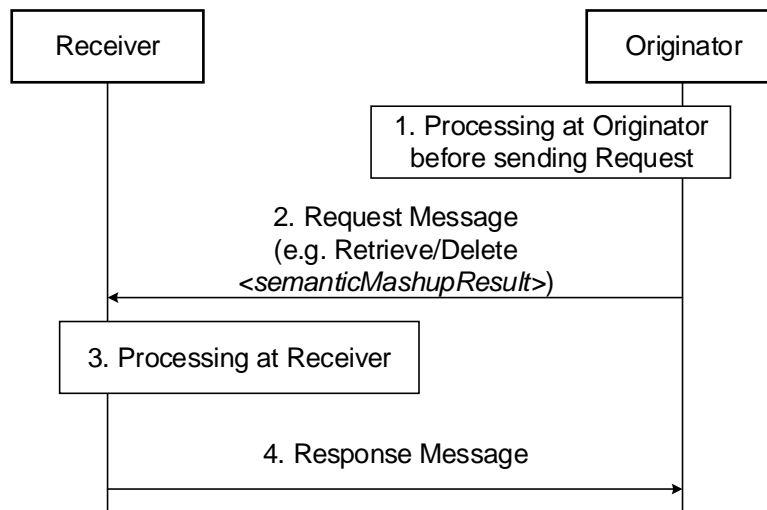 Receiver
Originator
1. Processing at Originator
before sending Request
2. Request Message
(e.g. Retrieve/Delete
<semanticMashupResult>)
3. Processing at Receiver
4. Response Message